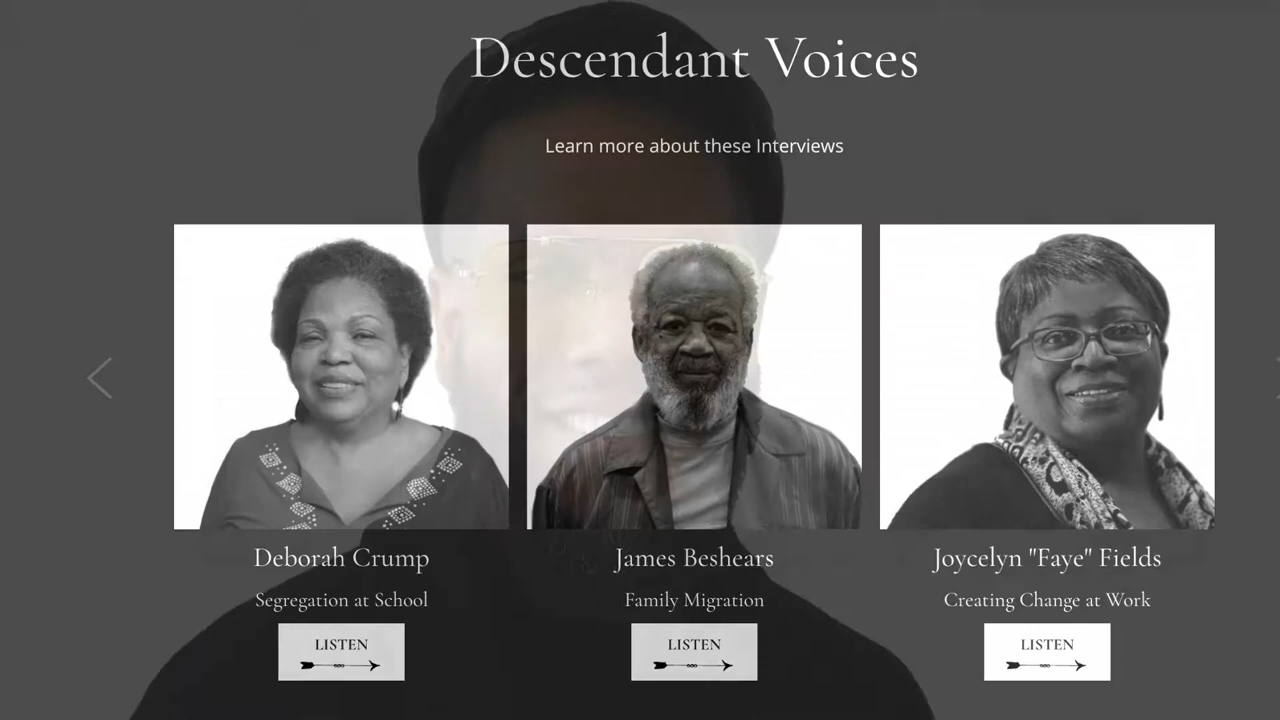 Descendant Voices
Learn more about these Interviews
Deborah Crump
Segregation at School
LISTEN
James Beshears
Family Migration
LISTEN
Joycelyn "Faye" Fields
Creating Change at Work
LISTEN